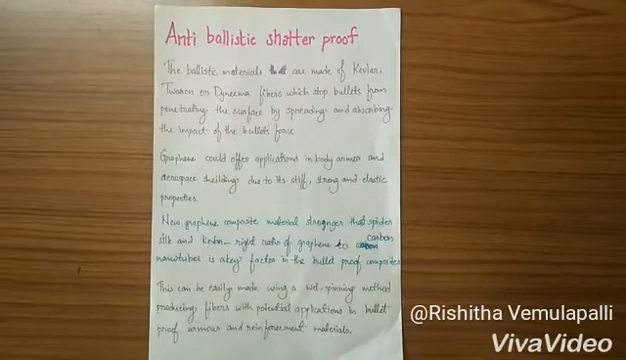 Anti ballistic shatter proof
The ballistic materials are made of Kevlar,
Twaron or Dyneema fibers which stop bullets from
penetrating the surface by spreading and absorbing
the impact of the bullets force
Graphene could offer applications in body armor and
aerospace sheilding due to its stiff, strong and elastic
properties
New graphene composite material stronger that spider
silk and Kevlar - right ratio of graphene to carbon
nanotubes is a key factor in the bullet proof composites
This can be easily made using a wet-spinning method
producing fibers with potential applications in bullet
proof armour and reinforcement materials.
@Rishitha Vemulapalli
VivaVideo